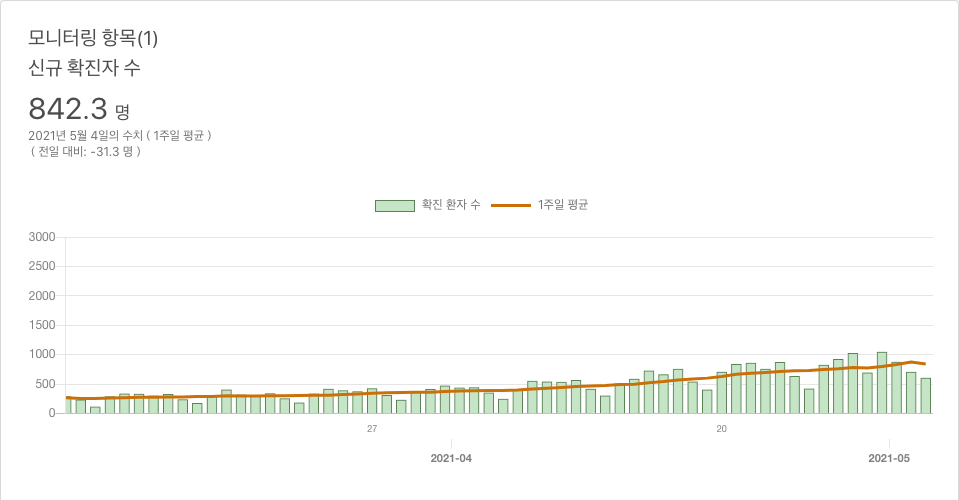 모니터링 항목(1)
신규 확진자 수
842.3 명
2021년 5월 4일의 수치 ( 1주일 평균 )
( 전일 대비: -31.3 명 )
확진 환자 수 1주일 평균
3000
2500
2000
1500
1000
500
0
27 20
2021-04 2021-05